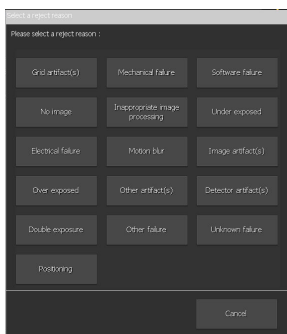 Select a reject reason
Please select a reject reason :
Grid artifact(s)
Mechanical failure
Software failure
No image
Inappropriate image
processing
Under exposed
Electrical failure
Motion blur
Image artifact(s)
Over exposed
Other artifact(s)
Detector artifact(s)
Double exposure
Other failure
Unknown failure
Positioning
Cancel